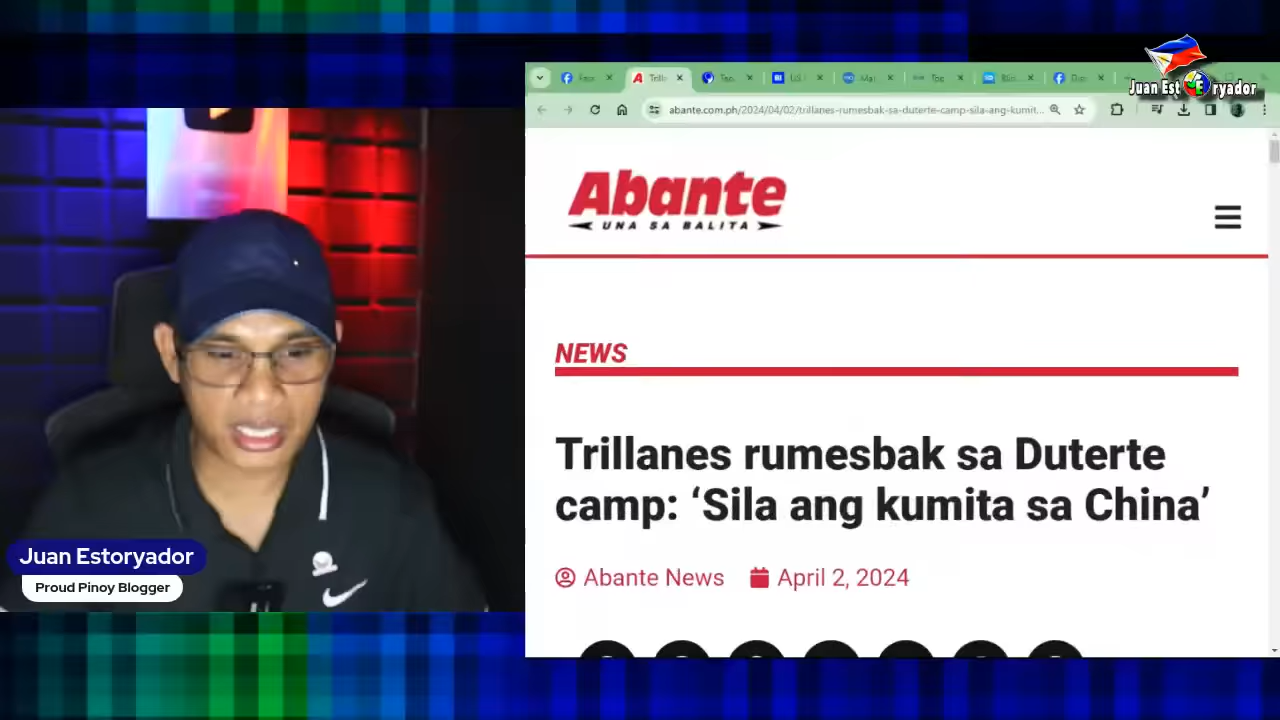 Juan Est ryador
abante.com.ph/2024/04/02/trillanes-rumesbak-sa-duterte-camp-sila-ang-kumit...
Abante
UNA SA BALITA
NEWS
Trillanes rumesbak sa Duterte
camp: ‘Sila ang kumita sa China’
Abante News April 2, 2024
Juan Estoryador
Proud Pinoy Blogger